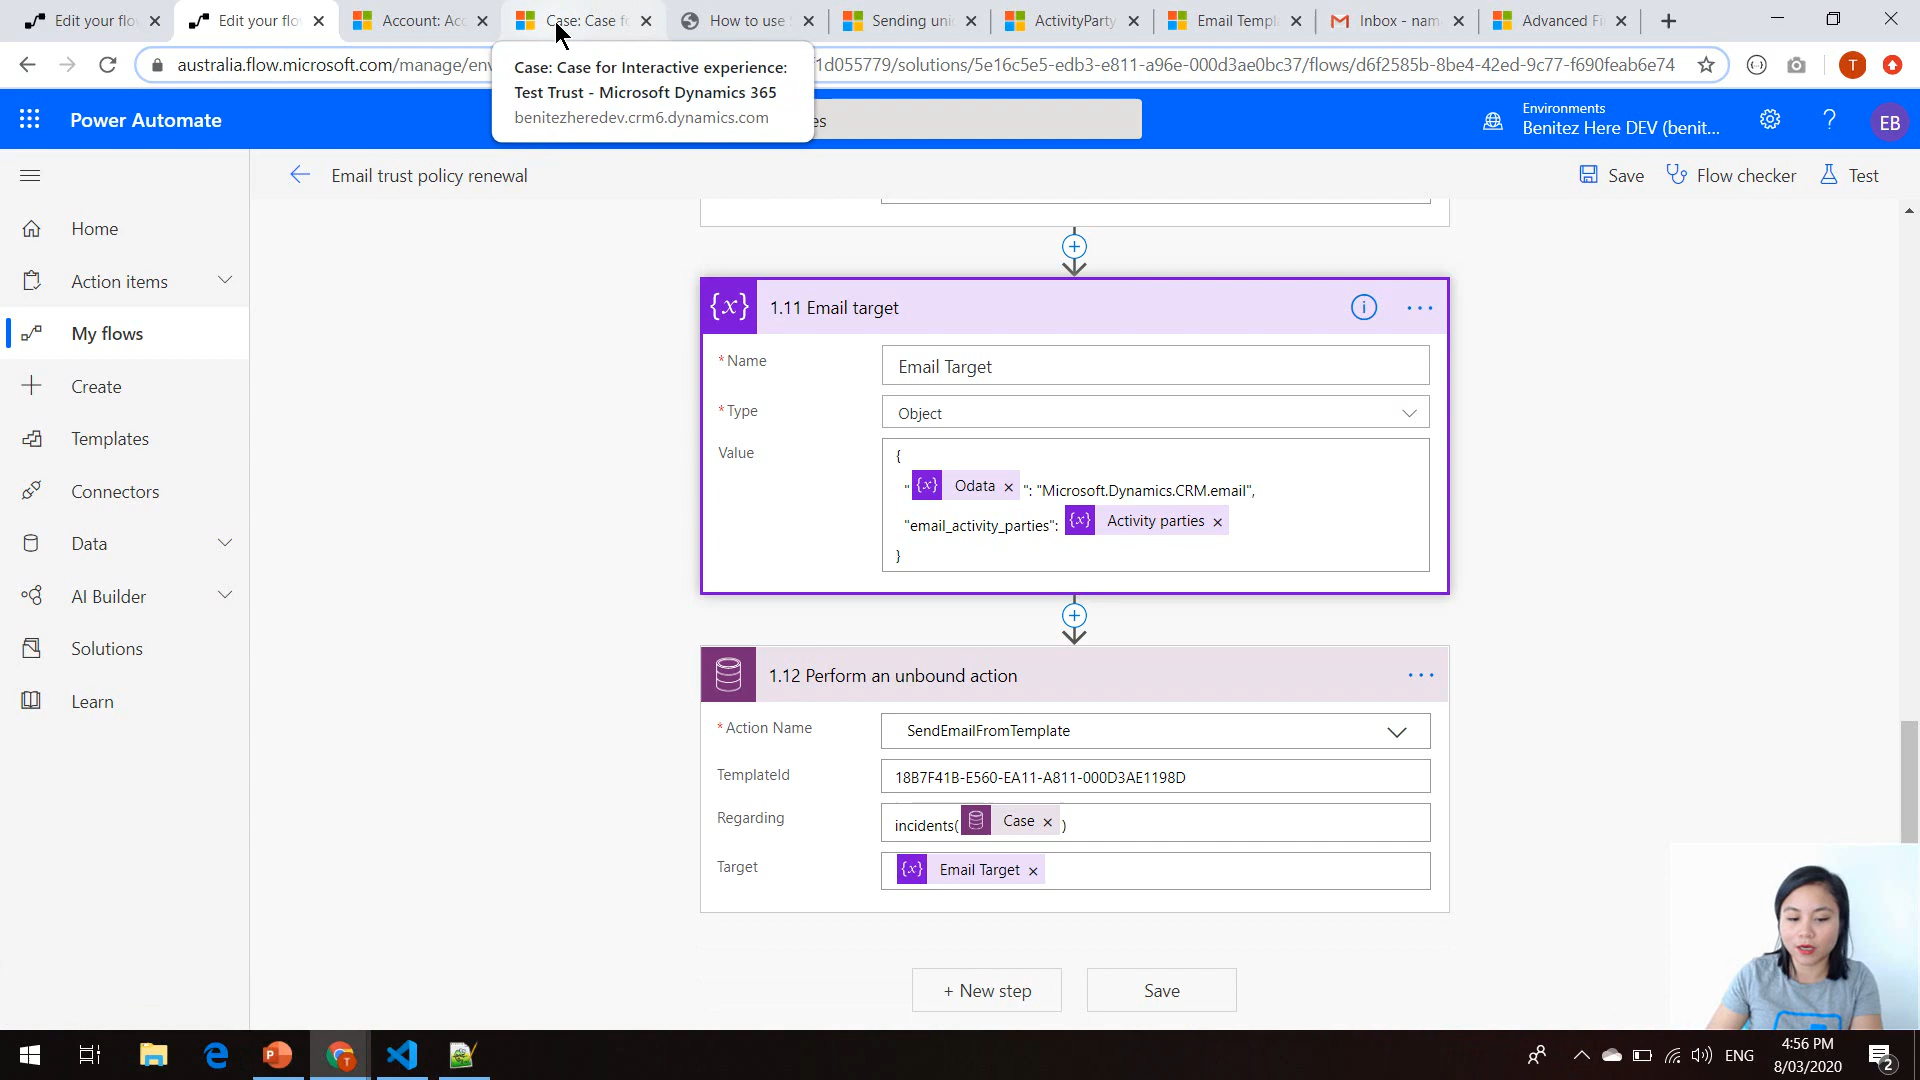 Edit your flo
Edit your flo
Account: Acc
Case: Case f
How to use
Sending uni
ActivityParty
Email Templ
Inbox - nam
Advanced Fi
australia.flow.microsoft.com/manage/env
1d055779/solutions/5e16c5e5-edb3-e811-a96e-000d3ae0bc37/flows/d6f2585b-8be4-42ed-9c77-f690feab6e74
T
Case: Case for Interactive experience:
Test Trust - Microsoft Dynamics 365
benitezheredev.crm6.dynamics.com
Power Automate
es
Environments
Benitez Here DEV (benit...
EB
Email trust policy renewal
Save
Flow checker
Test
Home
Action items
My flows
Create
Templates
Connectors
Data
AI Builder
Solutions
Learn
{x} 1.11 Email target
* Name
Email Target
* Type
Object
Value
{
"{x} Odata ": "Microsoft.Dynamics.CRM.email",
"email_activity_parties": {x} Activity parties
}
1.12 Perform an unbound action
* Action Name
SendEmailFromTemplate
TemplateId
18B7F41B-E560-EA11-A811-000D3AE1198D
Regarding
incidents( Case )
Target
{x} Email Target
+ New step
Save
ENG
4:56 PM
8/03/2020
2